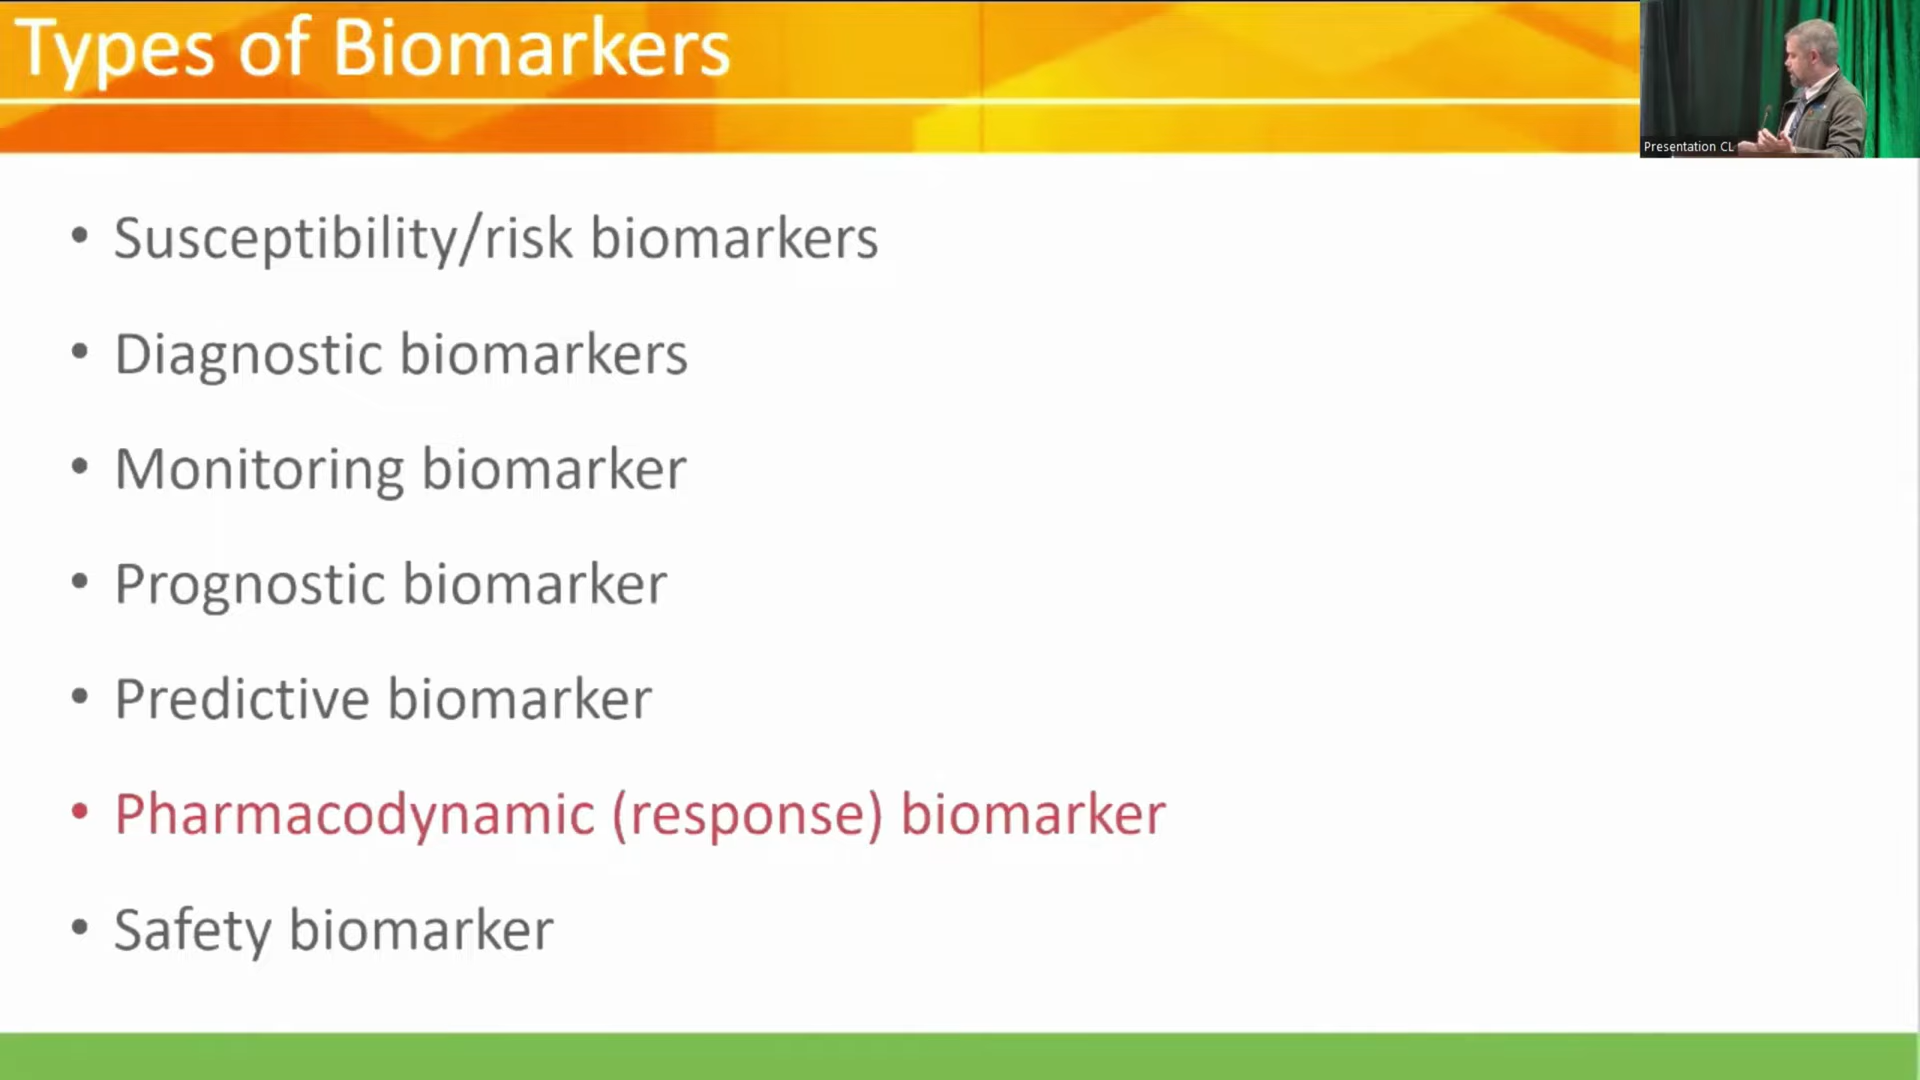 Types of Biomarkers
Presentation CL
• Susceptibility/risk biomarkers
• Diagnostic biomarkers
• Monitoring biomarker
• Prognostic biomarker
• Predictive biomarker
• Pharmacodynamic (response) biomarker
• Safety biomarker